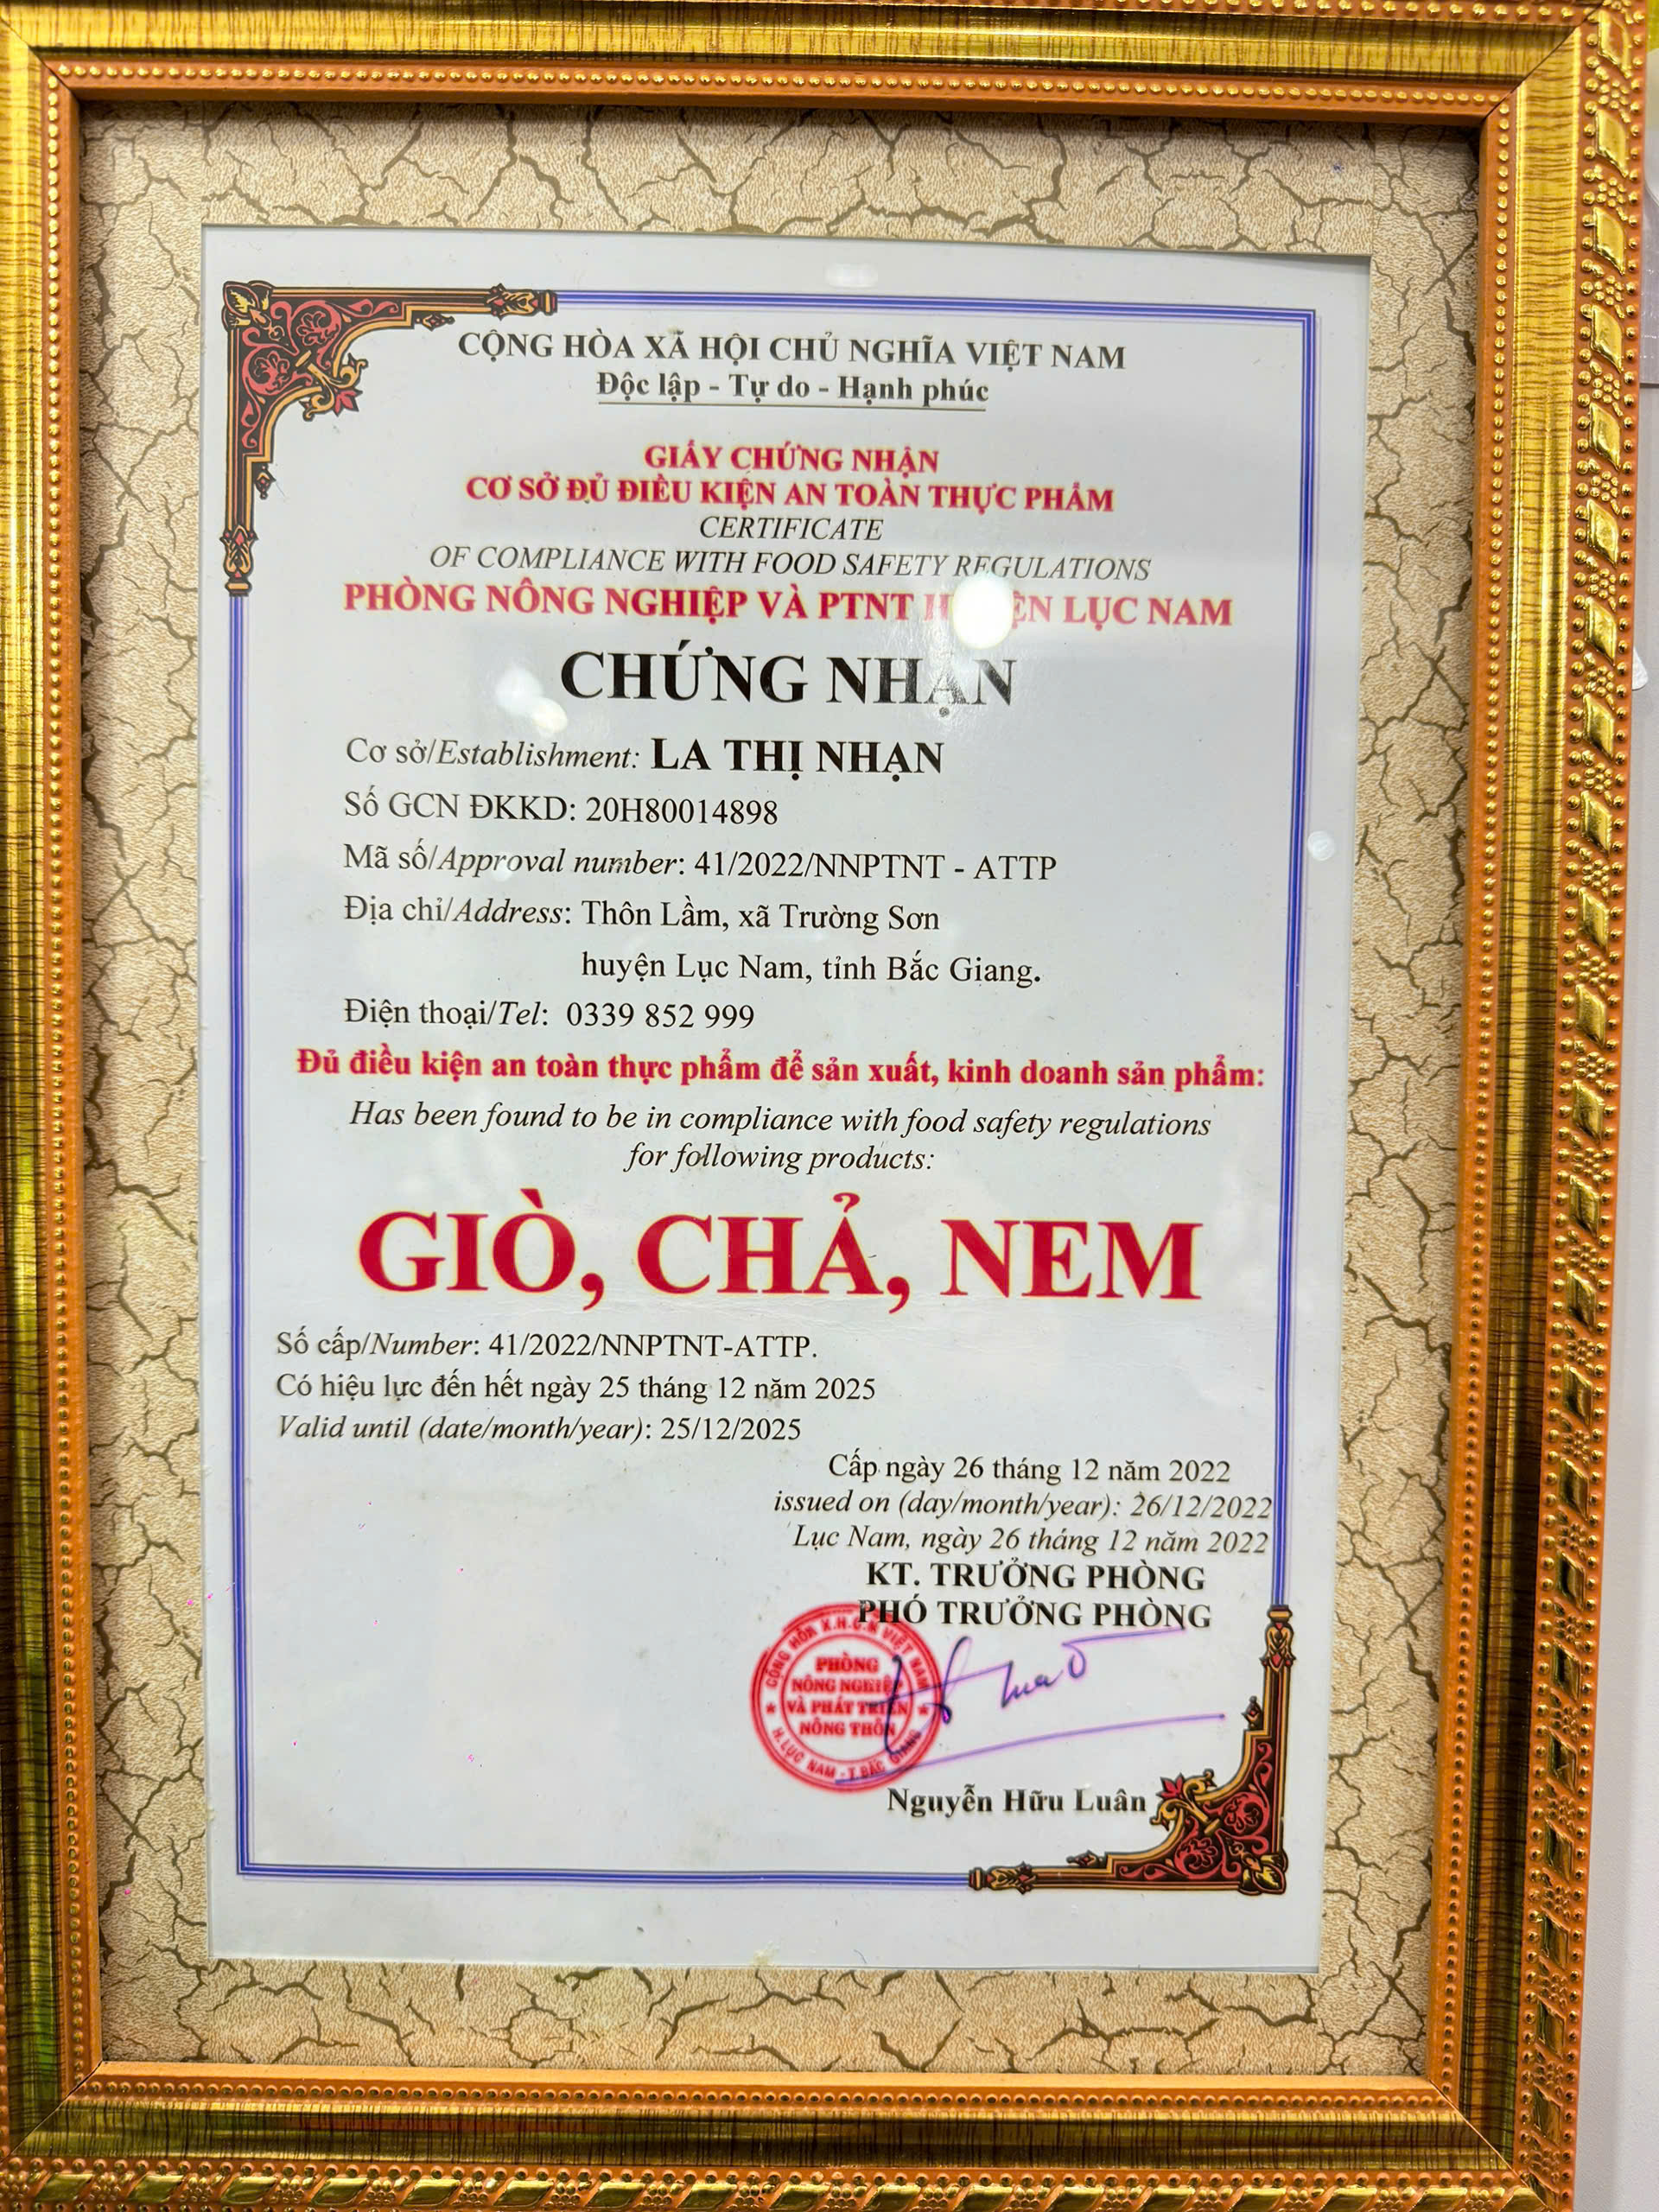 CỘNG HÒA XÃ HỘI CHỦ NGHĨA VIỆT NAM
Độc lập - Tự do - Hạnh phúc
GIẤY CHỨNG NHẬN
CƠ SỞ ĐỦ ĐIỀU KIỆN AN TOÀN THỰC PHẨM
CERTIFICATE
OF COMPLIANCE WITH FOOD SAFETY REGULATIONS
PHÒNG NÔNG NGHIỆP VÀ PTNT HUYỆN LỤC NAM
CHỨNG NHẬN
Cơ sở/Establishment: LA THỊ NHẠN
Số GCN ĐKKD: 20H80014898
Mã số/Approval number: 41/2022/NNPTNT - ATTP
Địa chỉ/Address: Thôn Lầm, xã Trường Sơn
huyện Lục Nam, tỉnh Bắc Giang.
Điện thoại/Tel: 0339 852 999
Đủ điều kiện an toàn thực phẩm để sản xuất, kinh doanh sản phẩm:
Has been found to be in compliance with food safety regulations
for following products:
GIÒ, CHẢ, NEM
Số cấp/Number: 41/2022/NNPTNT-ATTP.
Có hiệu lực đến hết ngày 25 tháng 12 năm 2025
Valid until (date/month/year): 25/12/2025
Cấp ngày 26 tháng 12 năm 2022
issued on (day/month/year): 26/12/2022
Lục Nam, ngày 26 tháng 12 năm 2022
KT. TRƯỞNG PHÒNG
PHÓ TRƯỞNG PHÒNG
CỘNG HÒA X.H.C.N VIỆT NAM
PHÒNG
NÔNG NGHIỆP
VÀ PHÁT TRIỂN
NÔNG THÔN
H.LỤC NAM - T.BẮC GIANG
Nguyễn Hữu Luân